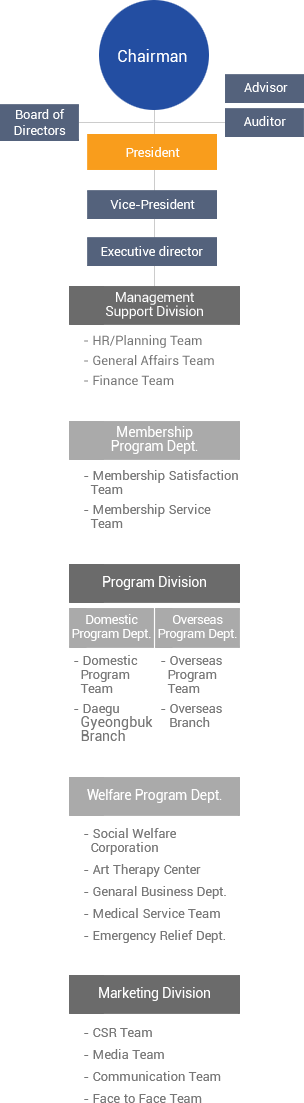 Chairman
Advisor
Board of
Directors
Auditor
President
Vice-President
Executive director
Management
Support Division
- HR/Planning Team
- General Affairs Team
- Finance Team
Membership
Program Dept.
- Membership Satisfaction
Team
- Membership Service
Team
Program Division
Domestic
Program Dept.
- Domestic
Program
Team
- Daegu
Gyeongbuk
Branch
Overseas
Program Dept.
- Overseas
Program
Team
- Overseas
Branch
Welfare Program Dept.
- Social Welfare
Corporation
- Art Therapy Center
- Genaral Business Dept.
- Medical Service Team
- Emergency Relief Dept.
Marketing Division
- CSR Team
- Media Team
- Communication Team
- Face to Face Team